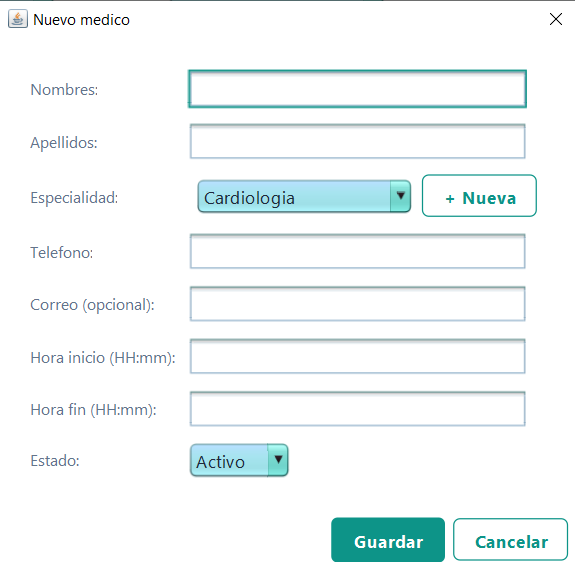 Nuevo medico
Nombres:
Apellidos:
Especialidad: Cardiologia + Nueva
Telefono:
Correo (opcional):
Hora inicio (HH:mm):
Hora fin (HH:mm):
Estado: Activo
Guardar Cancelar